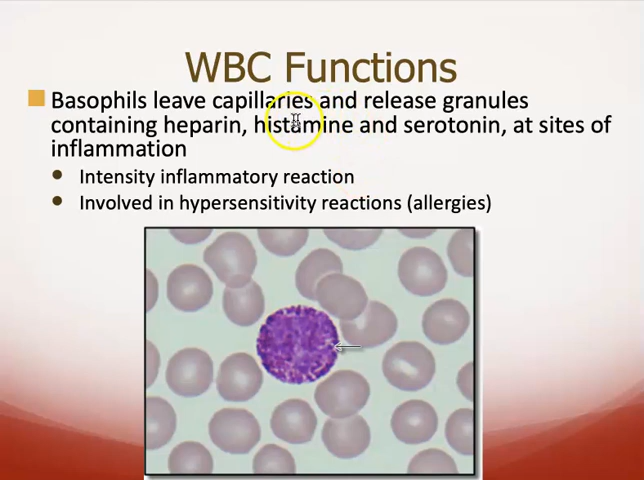 WBC Functions
Basophils leave capillaries and release granules
containing heparin, histamine and serotonin, at sites of
inflammation
Intensity inflammatory reaction
Involved in hypersensitivity reactions (allergies)